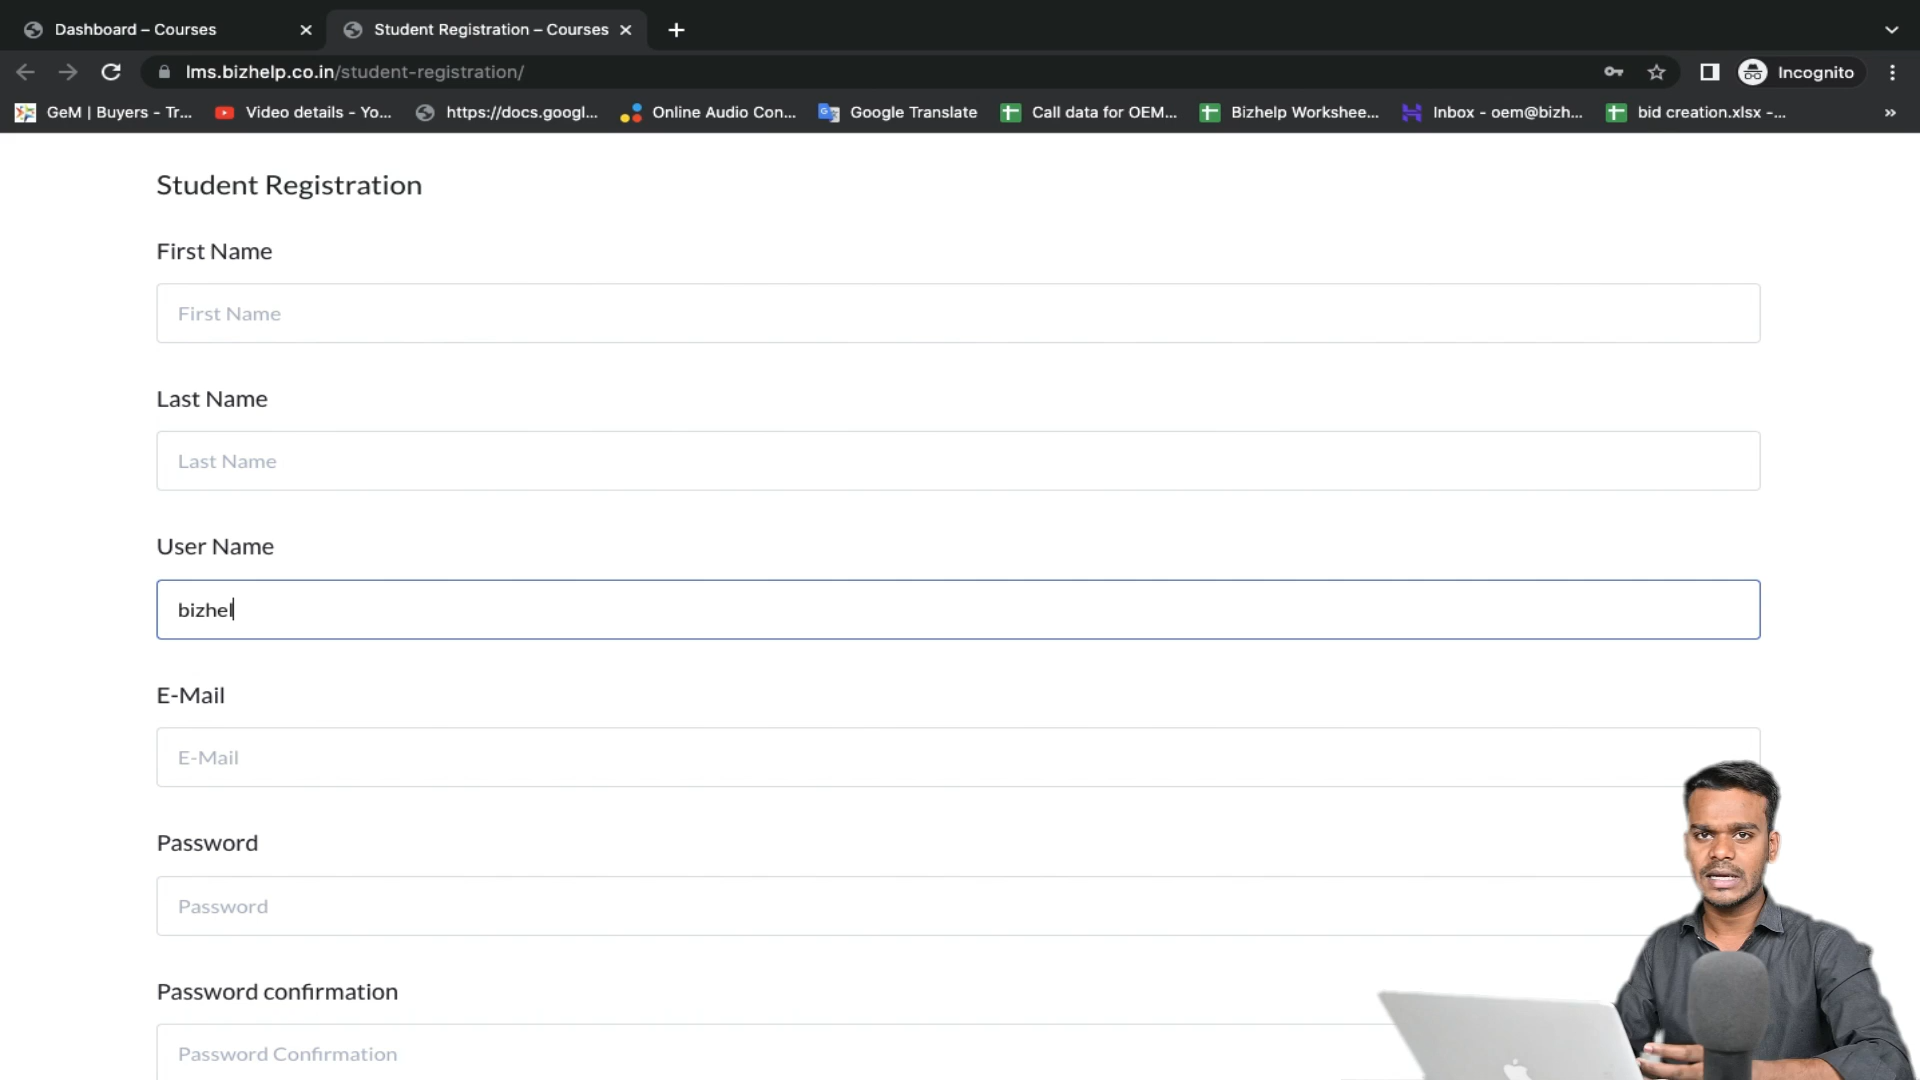 Dashboard – Courses
Student Registration – Courses
lms.bizhelp.co.in/student-registration/
Incognito
GeM | Buyers - Tr...
Video details - Yo...
https://docs.googl...
Online Audio Con...
Google Translate
Call data for OEM...
Bizhelp Workshee...
Inbox - oem@bizh...
bid creation.xlsx -...
»
Student Registration
First Name
First Name
Last Name
Last Name
User Name
bizhel
E-Mail
E-Mail
Password
Password
Password confirmation
Password Confirmation